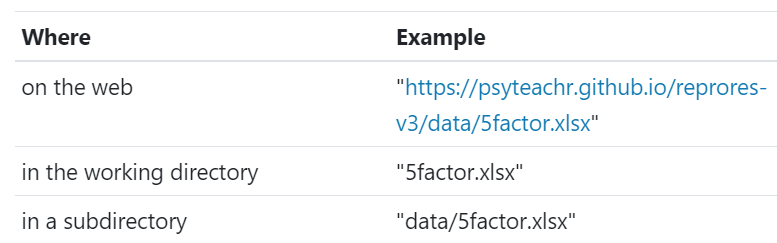 Where Example
on the web "https://psyteachr.github.io/reprores-
v3/data/5factor.xlsx"
in the working directory "5factor.xlsx"
in a subdirectory "data/5factor.xlsx"